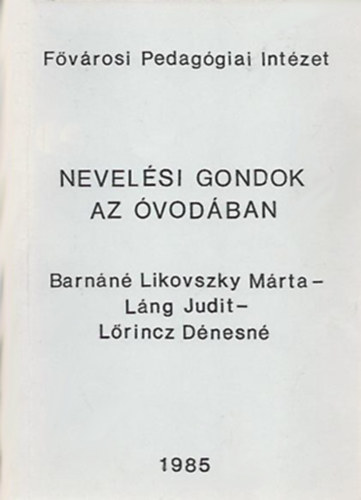 Fővárosi Pedagógiai Intézet
NEVELÉSI GONDOK
AZ ÓVODÁBAN
Barnáné Likovszky Márta-
Láng Judit-
Lőrincz Dénesné
1985